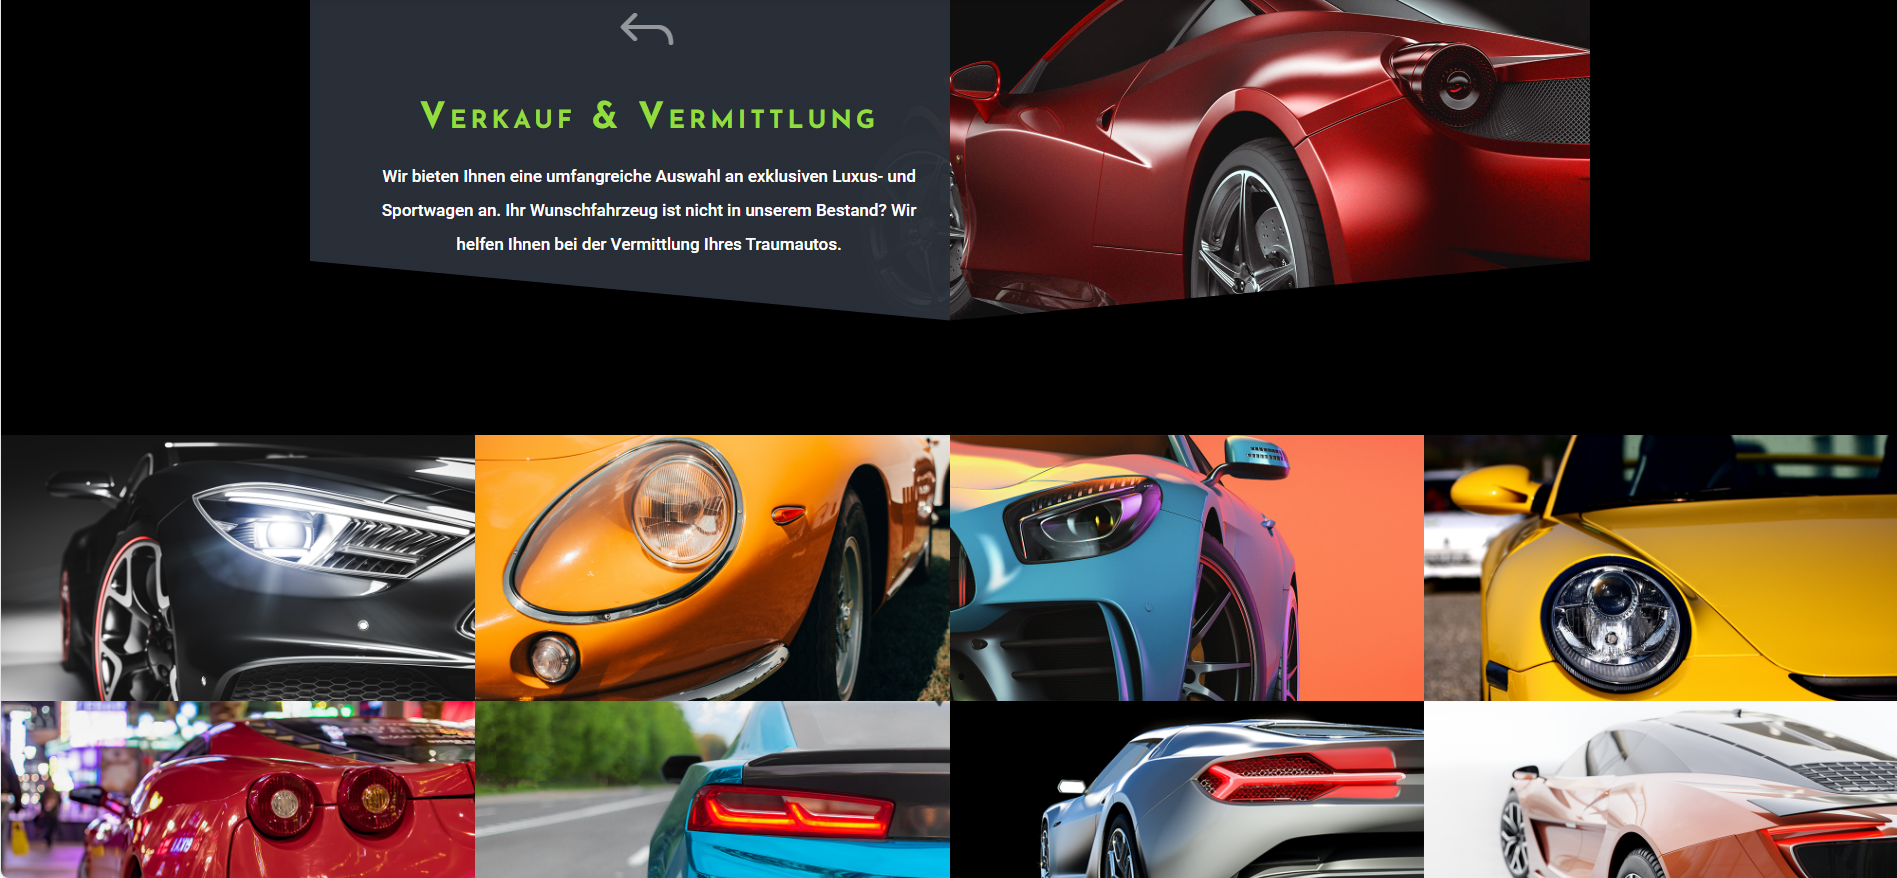 Verkauf & Vermittlung
Wir bieten Ihnen eine umfangreiche Auswahl an exklusiven Luxus- und
Sportwagen an. Ihr Wunschfahrzeug ist nicht in unserem Bestand? Wir
helfen Ihnen bei der Vermittlung Ihres Traumautos.